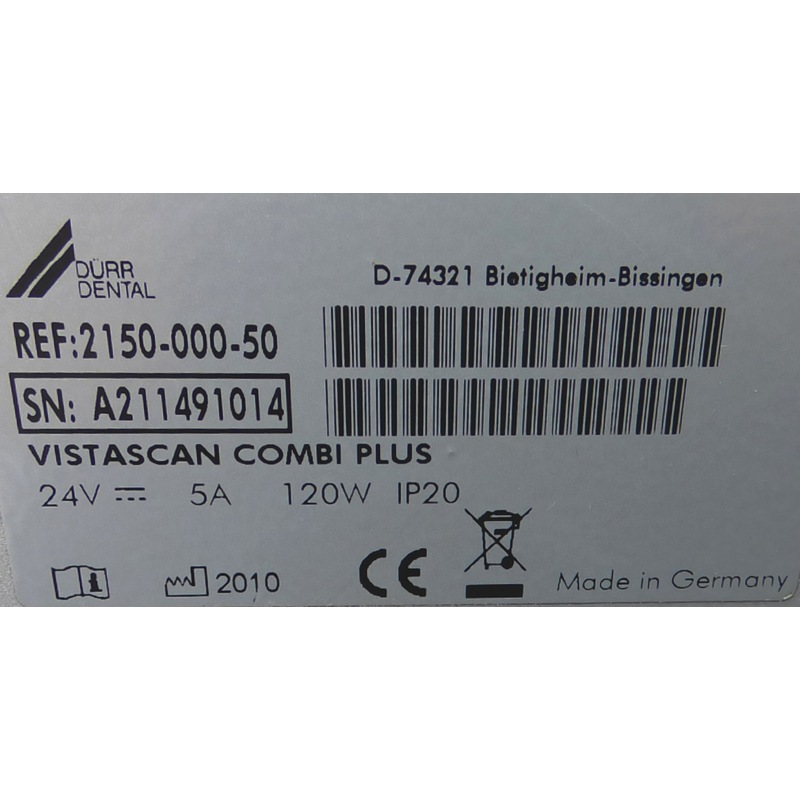 DÜRR
DENTAL
D-74321 Bietigheim-Bissingen
REF:2150-000-50
SN: A211491014
VISTASCAN COMBI PLUS
24V ⎓ 5A 120W IP20
2010 CE Made in Germany